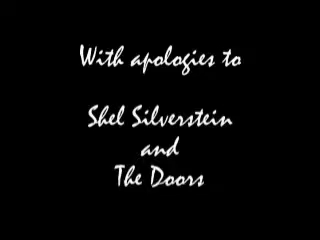 With apologies to
Shel Silverstein
and
The Doors